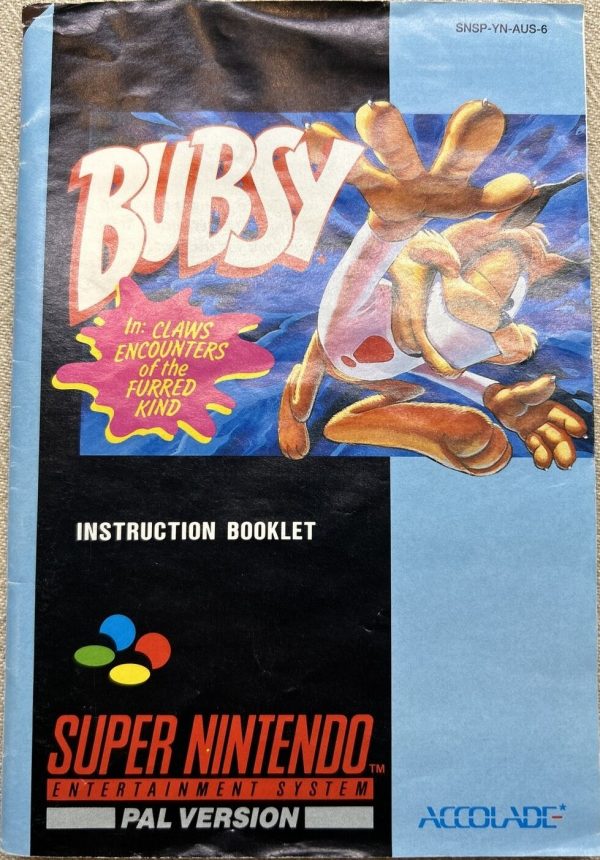 SNSP-YN-AUS-6
BUBSY
In: CLAWS
ENCOUNTERS
of the
FURRED
KIND
INSTRUCTION BOOKLET
SUPER NINTENDO TM
ENTERTAINMENT SYSTEM
PAL VERSION
ACCOLADE*